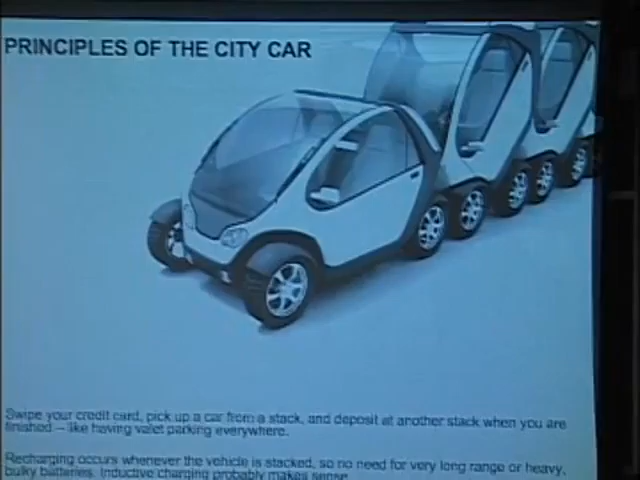 PRINCIPLES OF THE CITY CAR
Swipe your credit card, pick up a car from a stack, and deposit at another stack when you are
finished – like having valet parking everywhere.
Recharging occurs whenever the vehicle is stacked, so no need for very long range or heavy,
bulky batteries. Inductive charging probably makes sense